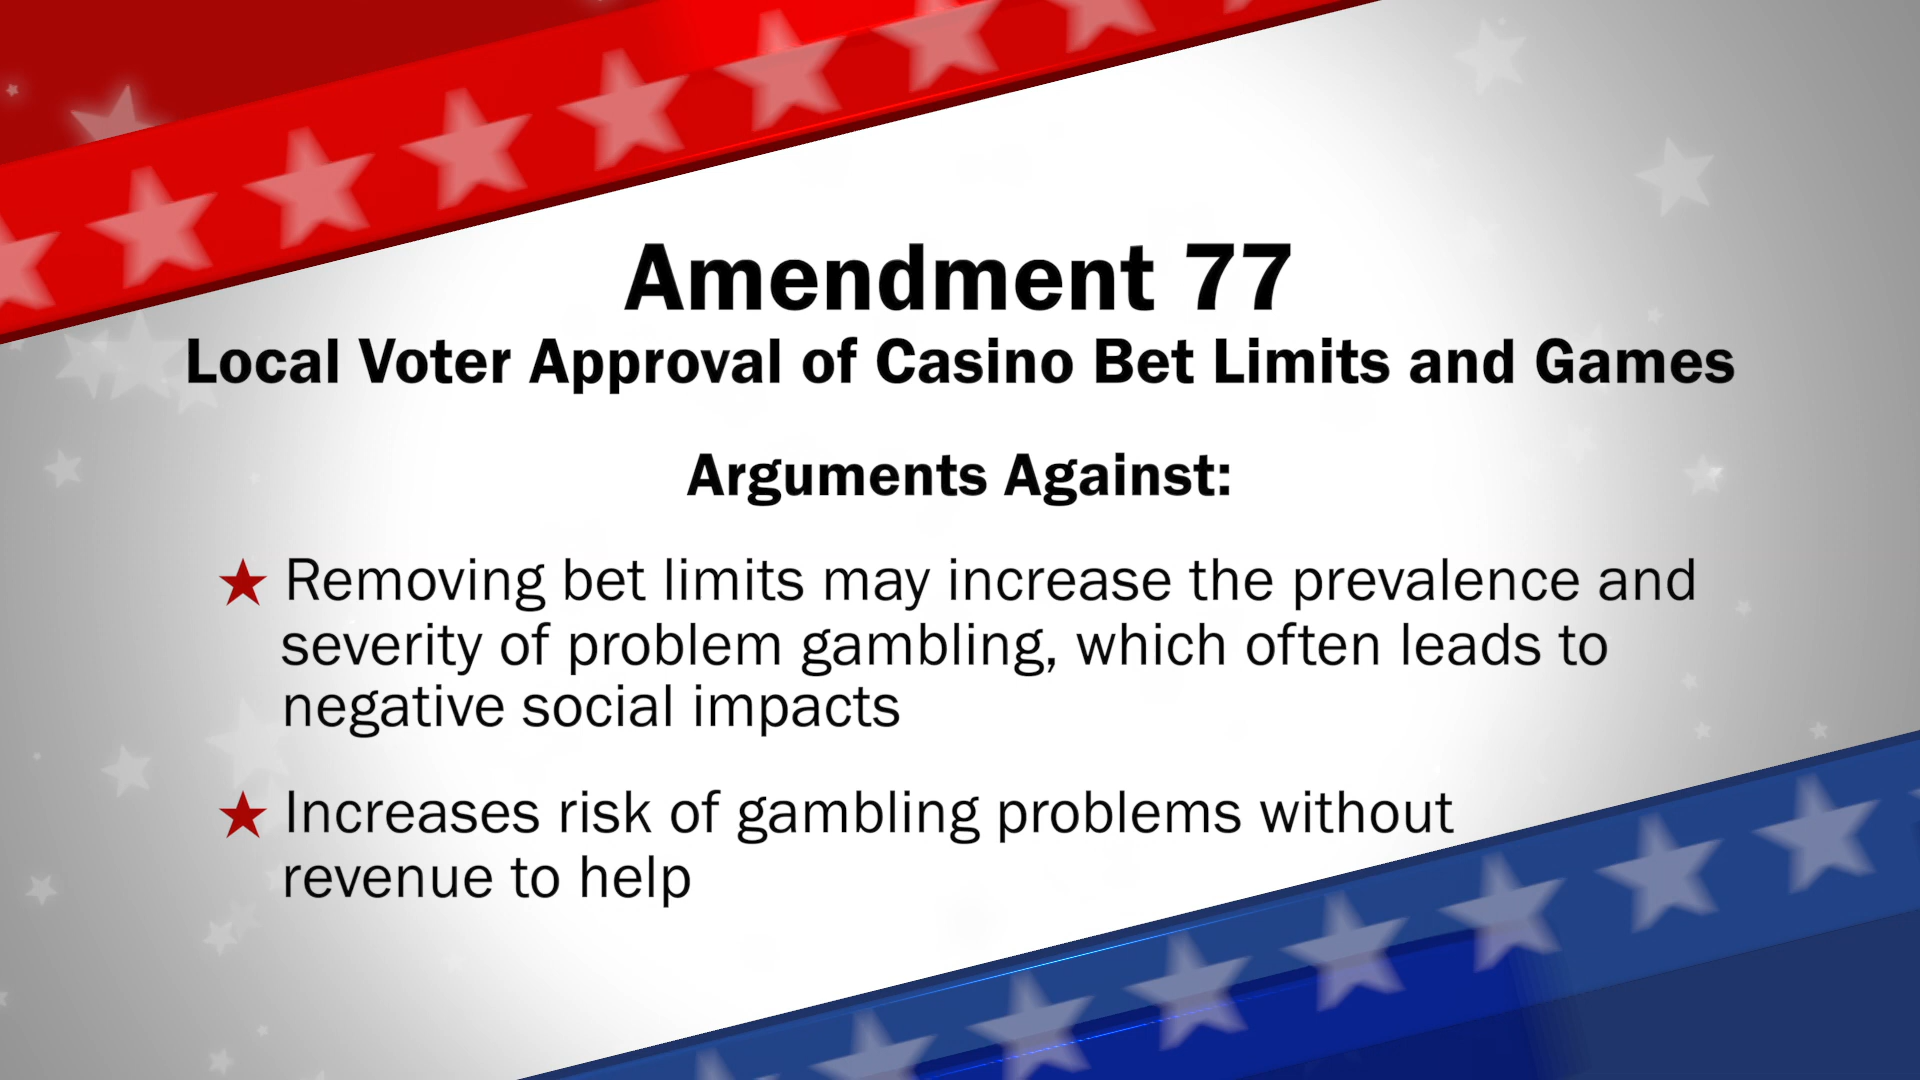 Amendment 77
Local Voter Approval of Casino Bet Limits and Games
Arguments Against:
Removing bet limits may increase the prevalence and
severity of problem gambling, which often leads to
negative social impacts
Increases risk of gambling problems without
revenue to help